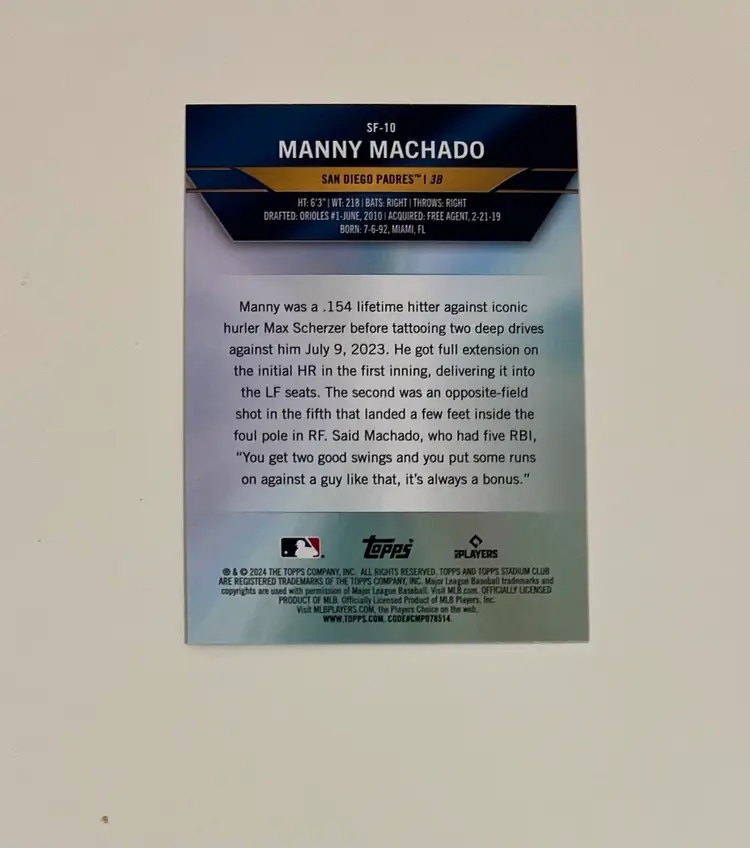 SF-10
MANNY MACHADO
SAN DIEGO PADRES™ | 3B
HT: 6'3" | WT: 218 | BATS: RIGHT | THROWS: RIGHT
DRAFTED: ORIOLES #1-JUNE, 2010 | ACQUIRED: FREE AGENT, 2-21-19
BORN: 7-6-92, MIAMI, FL
Manny was a .154 lifetime hitter against iconic
hurler Max Scherzer before tattooing two deep drives
against him July 9, 2023. He got full extension on
the initial HR in the first inning, delivering it into
the LF seats. The second was an opposite-field
shot in the fifth that landed a few feet inside the
foul pole in RF. Said Machado, who had five RBI,
“You get two good swings and you put some runs
on against a guy like that, it’s always a bonus.”
Topps®
MLB PLAYERS
® & © 2024 THE TOPPS COMPANY, INC. ALL RIGHTS RESERVED. TOPPS AND TOPPS STADIUM CLUB
ARE REGISTERED TRADEMARKS OF THE TOPPS COMPANY, INC. Major League Baseball trademarks and
copyrights are used with permission of Major League Baseball. Visit MLB.com. OFFICIALLY LICENSED
PRODUCT OF MLB. Officially Licensed Product of MLB Players, Inc.
Visit MLBPLAYERS.COM, the Players Choice on the web.
WWW.TOPPS.COM. CODE#CMP078514.